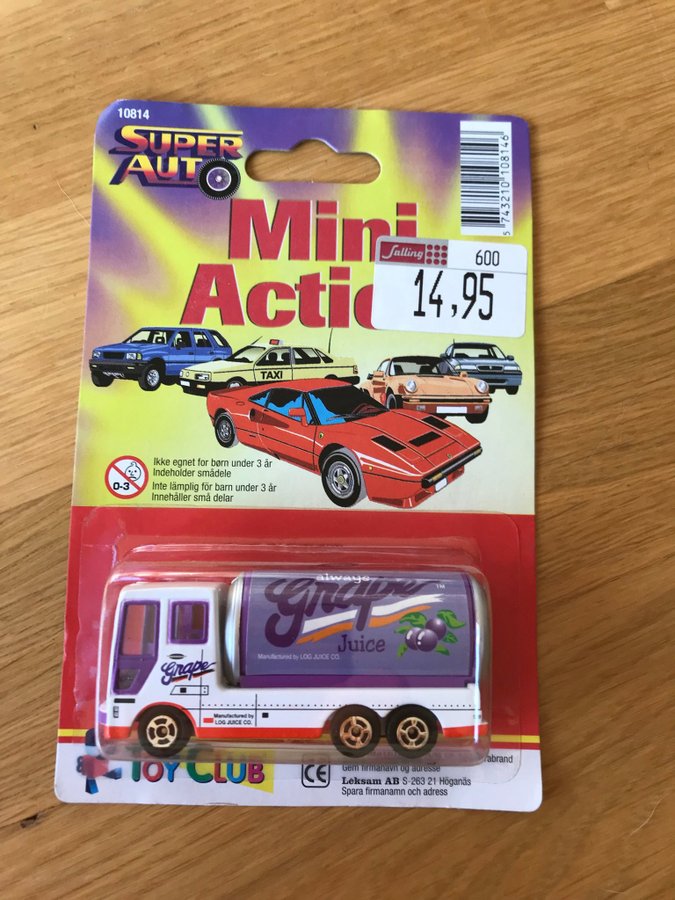 10814
SUPER
AUTO
5 743210 108146
Mini
Salling
600
14,95
TAXI
0-3
Ikke egnet for børn under 3 år
Indeholder smådele
Inte lämplig för barn under 3 år
Innehåller små delar
always
Grape
TM
Juice
Manufactured by LOG JUICE CO.
Grape
Manufactured by
LOG JUICE CO.
TOY CLUB
CE
Gem firmanavn og adresse
Leksam AB S-263 21 Höganäs
Spara firmanamn och adress